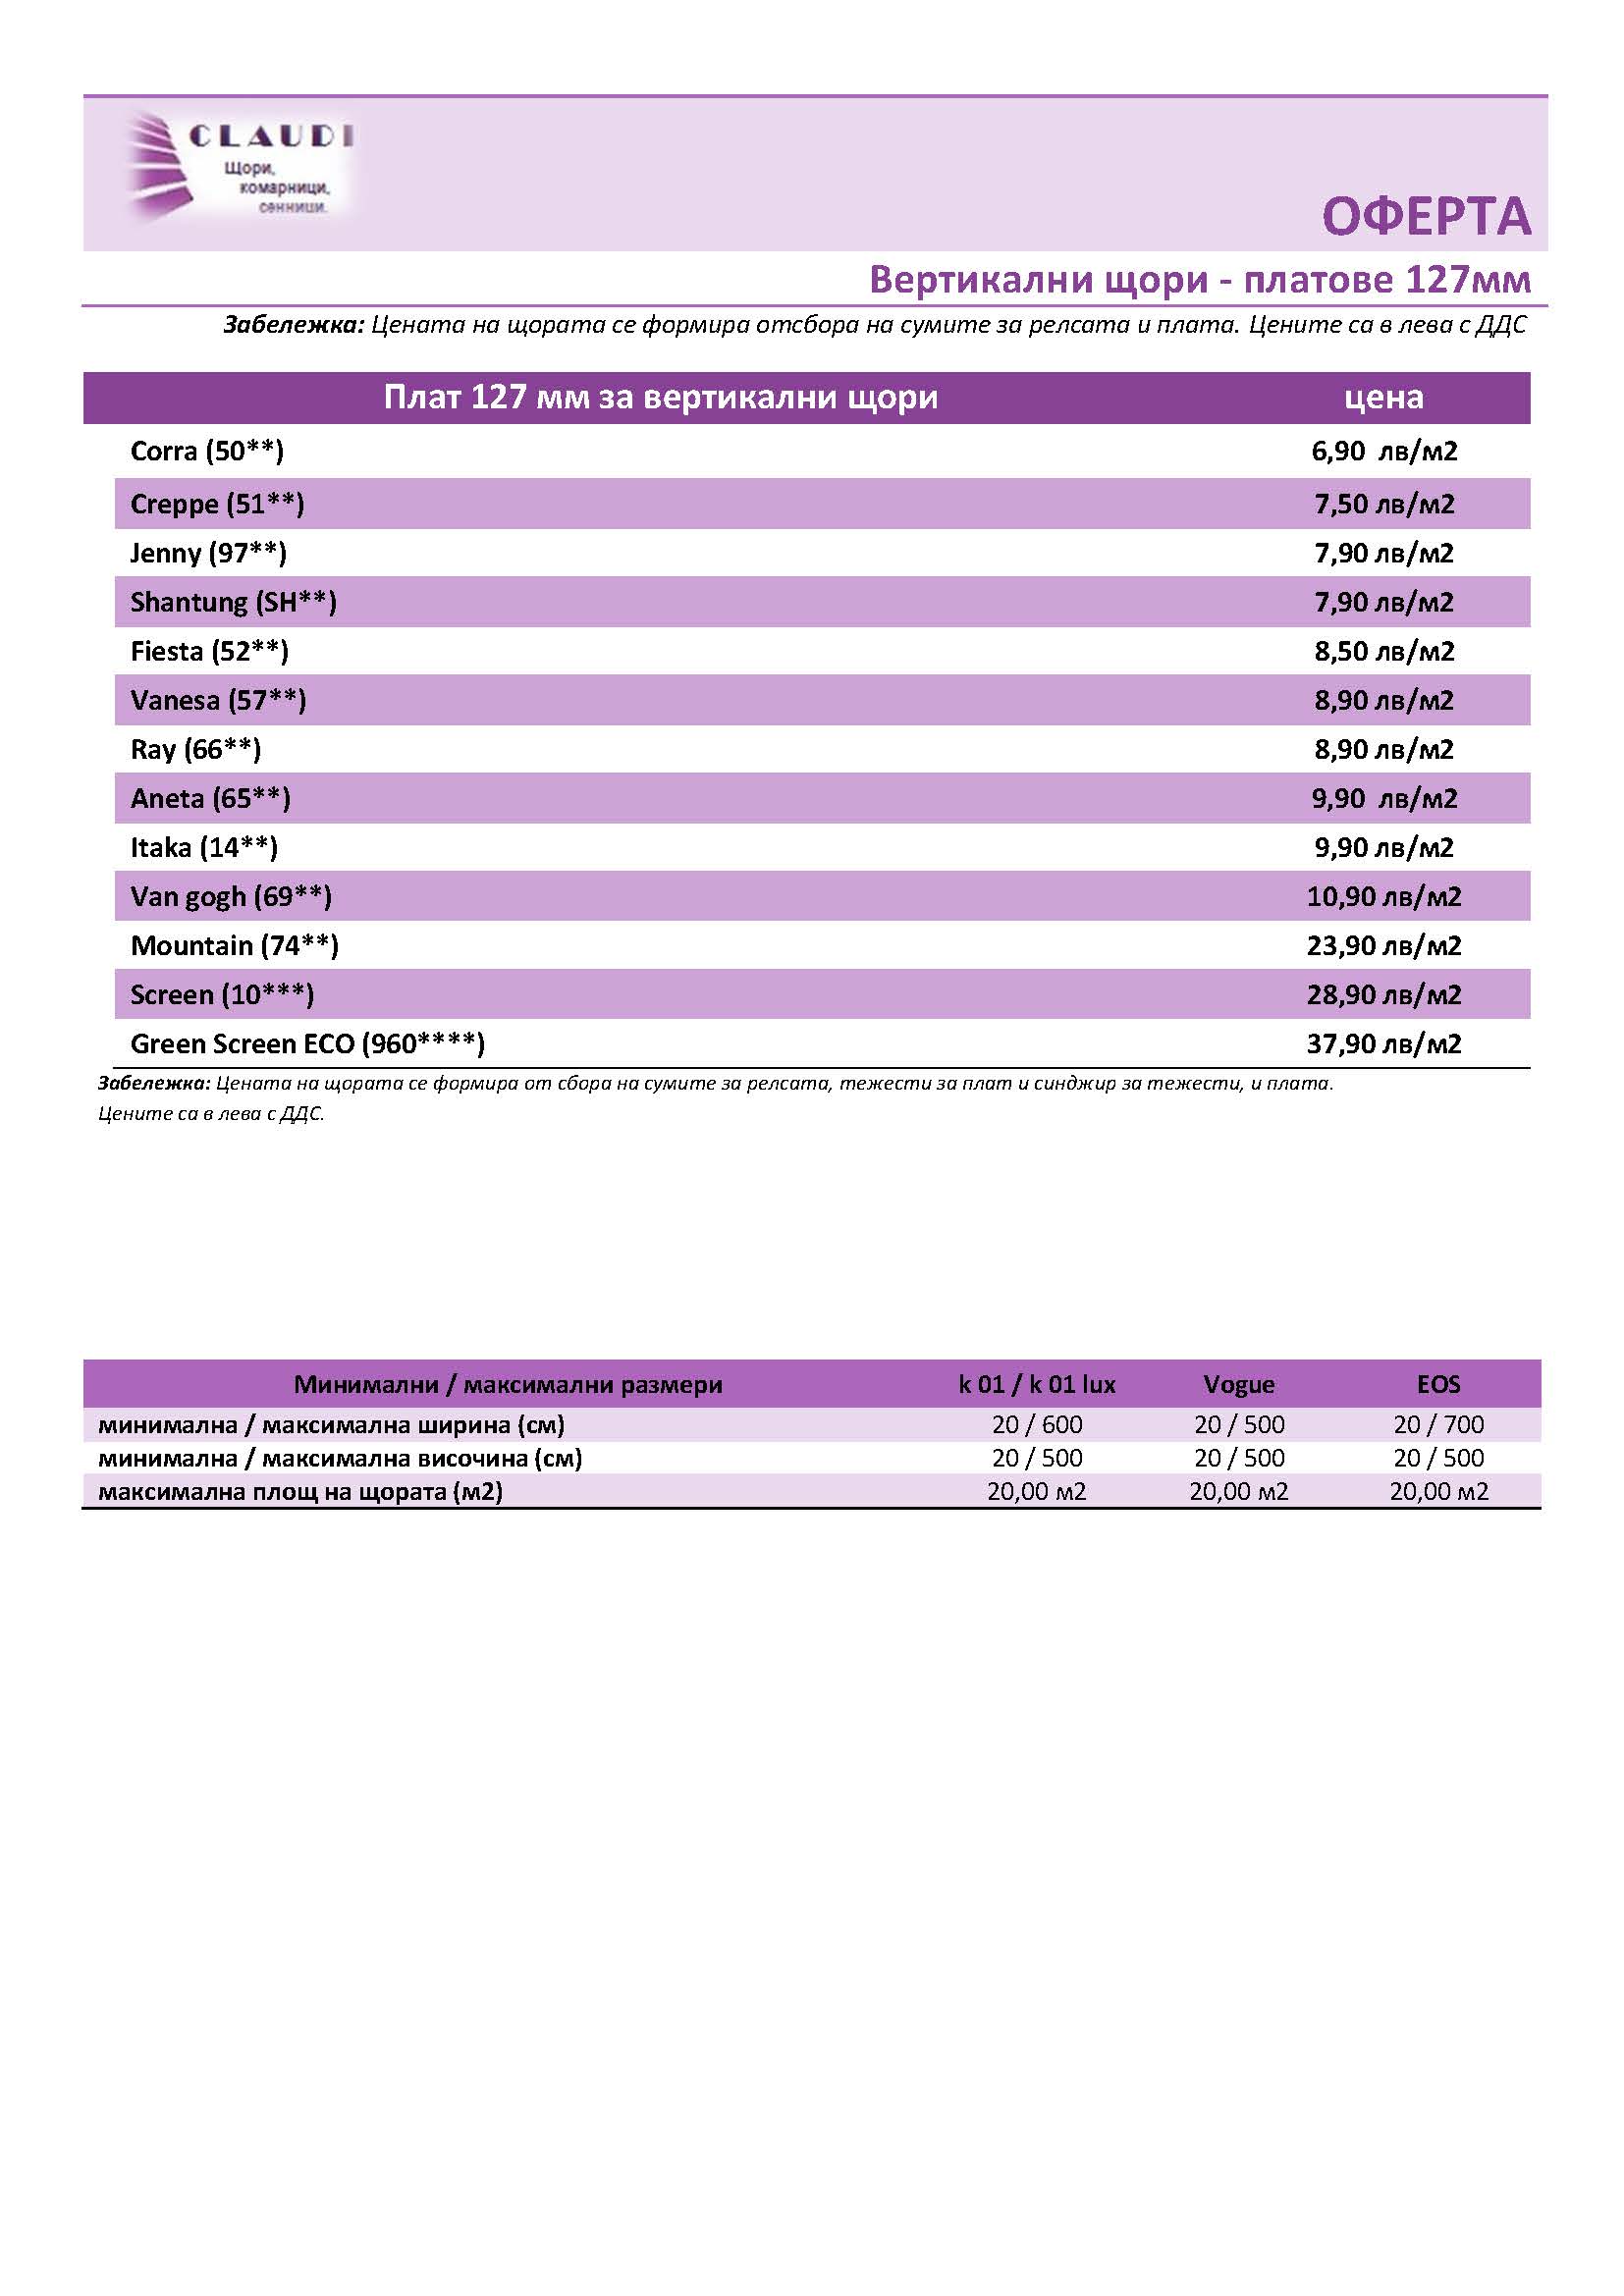 CLAUDI
Щори,
комарници,
сенници.
ОФЕРТА
Вертикални щори - платове 127мм
Забележка: Цената на щората се формира отсбора на сумите за релсата и плата. Цените са в лева с ДДС
Плат 127 мм за вертикални щори цена
Corra (50**) 6,90 лв/м2
Creppe (51**) 7,50 лв/м2
Jenny (97**) 7,90 лв/м2
Shantung (SH**) 7,90 лв/м2
Fiesta (52**) 8,50 лв/м2
Vanesa (57**) 8,90 лв/м2
Ray (66**) 8,90 лв/м2
Aneta (65**) 9,90 лв/м2
Itaka (14**) 9,90 лв/м2
Van gogh (69**) 10,90 лв/м2
Mountain (74**) 23,90 лв/м2
Screen (10***) 28,90 лв/м2
Green Screen ECO (960****) 37,90 лв/м2
Забележка: Цената на щората се формира от сбора на сумите за релсата, тежести за плат и синджир за тежести, и плата.
Цените са в лева с ДДС.
Минимални / максимални размери k 01 / k 01 lux Vogue EOS
минимална / максимална ширина (см) 20 / 600 20 / 500 20 / 700
минимална / максимална височина (см) 20 / 500 20 / 500 20 / 500
максимална площ на щората (м2) 20,00 м2 20,00 м2 20,00 м2